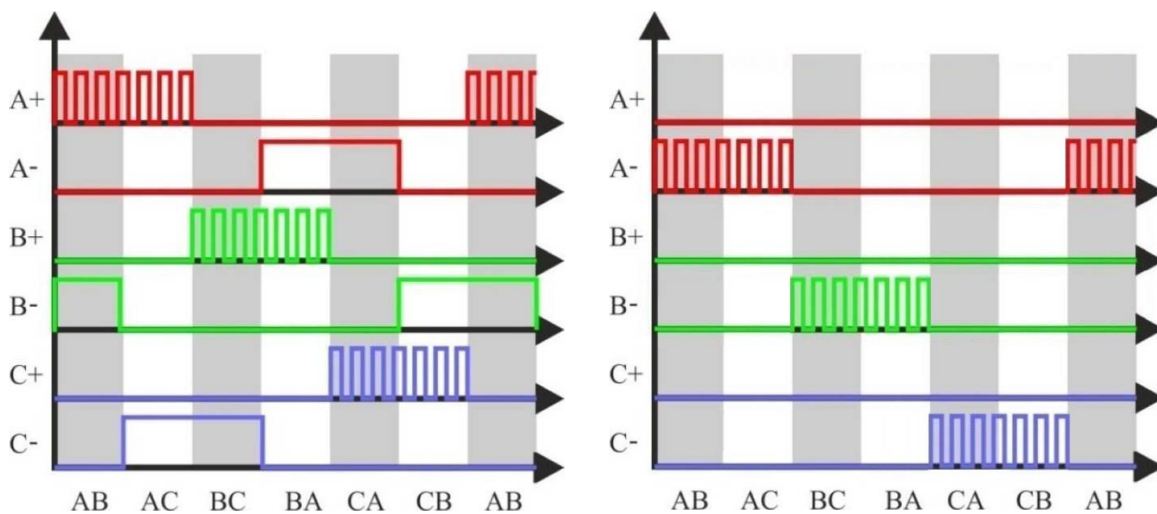 A+
A-
B+
B-
C+
C-
AB AC BC BA CA CB AB
A+
A-
B+
B-
C+
C-
AB AC BC BA CA CB AB